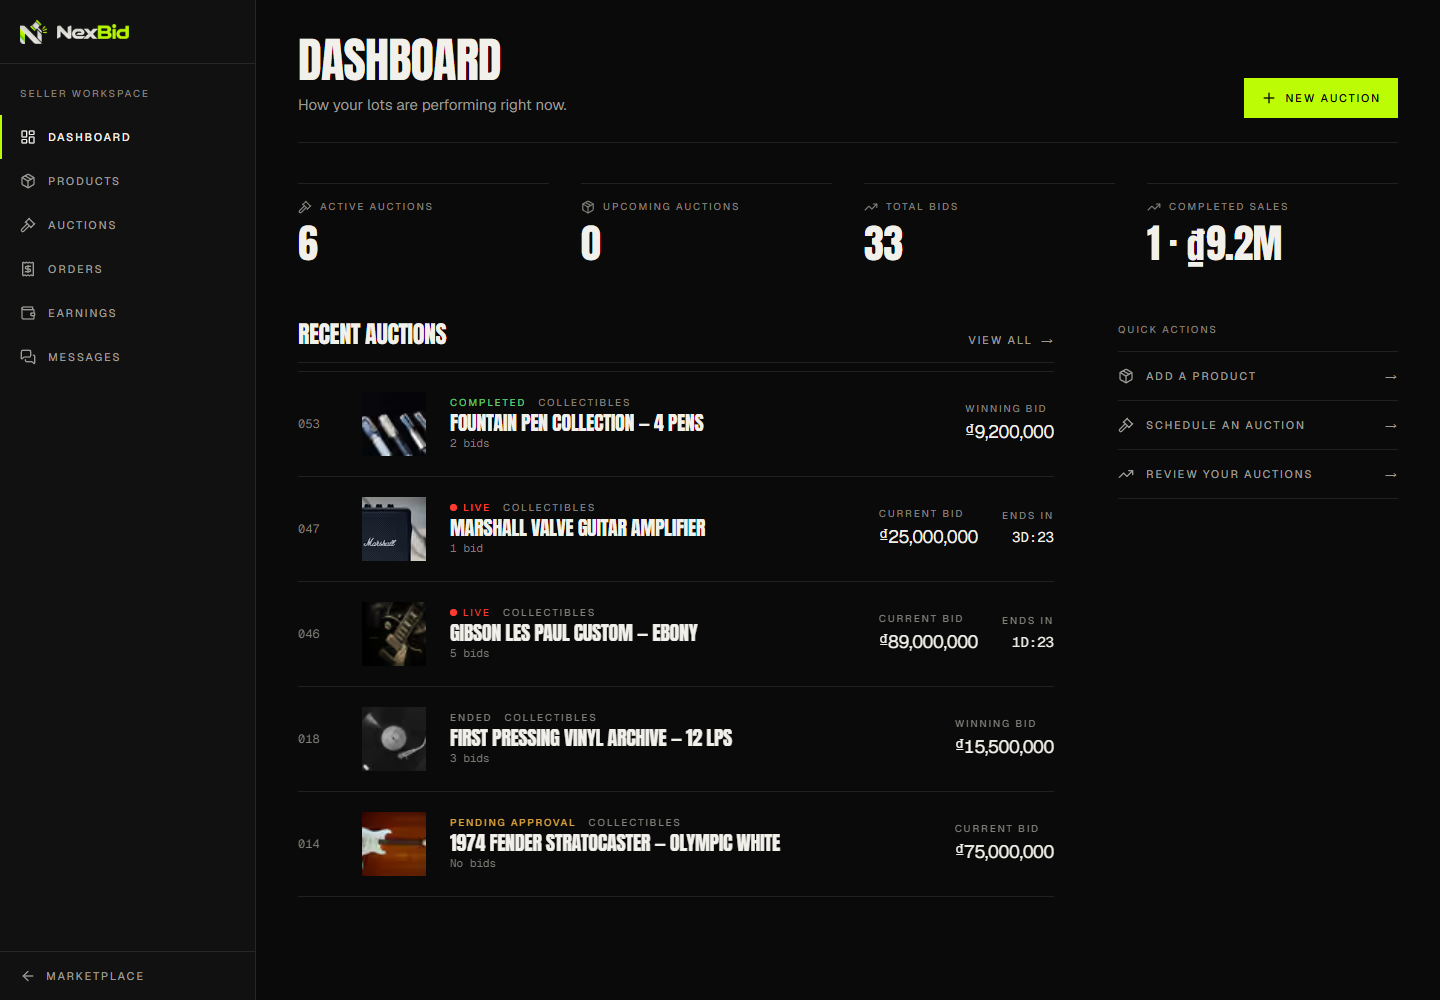 NexBid
SELLER WORKSPACE
DASHBOARD
PRODUCTS
AUCTIONS
ORDERS
EARNINGS
MESSAGES
MARKETPLACE
DASHBOARD
How your lots are performing right now.
+ NEW AUCTION
ACTIVE AUCTIONS
6
UPCOMING AUCTIONS
0
TOTAL BIDS
33
COMPLETED SALES
1 · ₫9.2M
RECENT AUCTIONS
VIEW ALL →
053
COMPLETED COLLECTIBLES
FOUNTAIN PEN COLLECTION — 4 PENS
2 bids
WINNING BID
₫9,200,000
047
Marshall
LIVE COLLECTIBLES
MARSHALL VALVE GUITAR AMPLIFIER
1 bid
CURRENT BID
₫25,000,000
ENDS IN
3D:23
046
LIVE COLLECTIBLES
GIBSON LES PAUL CUSTOM — EBONY
5 bids
CURRENT BID
₫89,000,000
ENDS IN
1D:23
018
ENDED COLLECTIBLES
FIRST PRESSING VINYL ARCHIVE — 12 LPS
3 bids
WINNING BID
₫15,500,000
014
PENDING APPROVAL COLLECTIBLES
1974 FENDER STRATOCASTER — OLYMPIC WHITE
No bids
CURRENT BID
₫75,000,000
QUICK ACTIONS
ADD A PRODUCT →
SCHEDULE AN AUCTION →
REVIEW YOUR AUCTIONS →